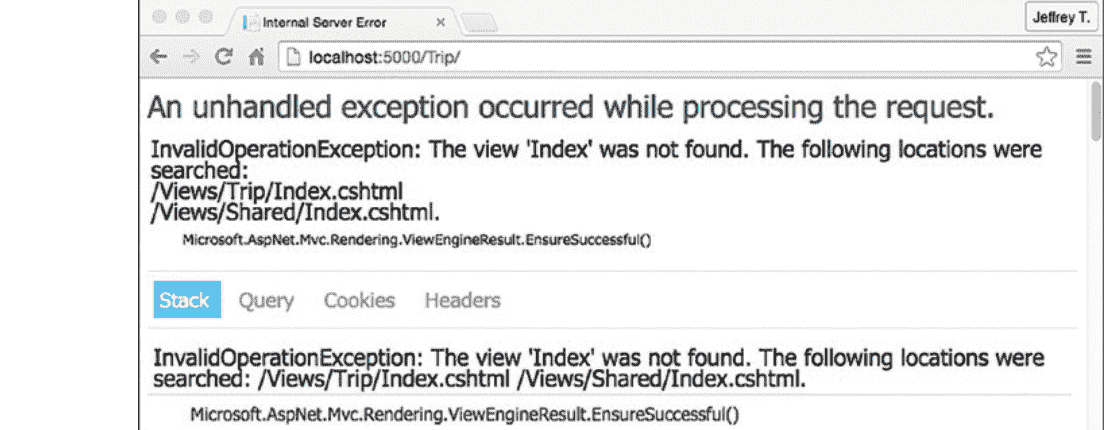 Internal Server Error
Jeffrey T.
localhost:5000/Trip/
An unhandled exception occurred while processing the request.
InvalidOperationException: The view 'Index' was not found. The following locations were
searched:
/Views/Trip/Index.cshtml
/Views/Shared/Index.cshtml.
Microsoft.AspNet.Mvc.Rendering.ViewEngineResult.EnsureSuccessful()
Stack Query Cookies Headers
InvalidOperationException: The view 'Index' was not found. The following locations were
searched: /Views/Trip/Index.cshtml /Views/Shared/Index.cshtml.
Microsoft.AspNet.Mvc.Rendering.ViewEngineResult.EnsureSuccessful()